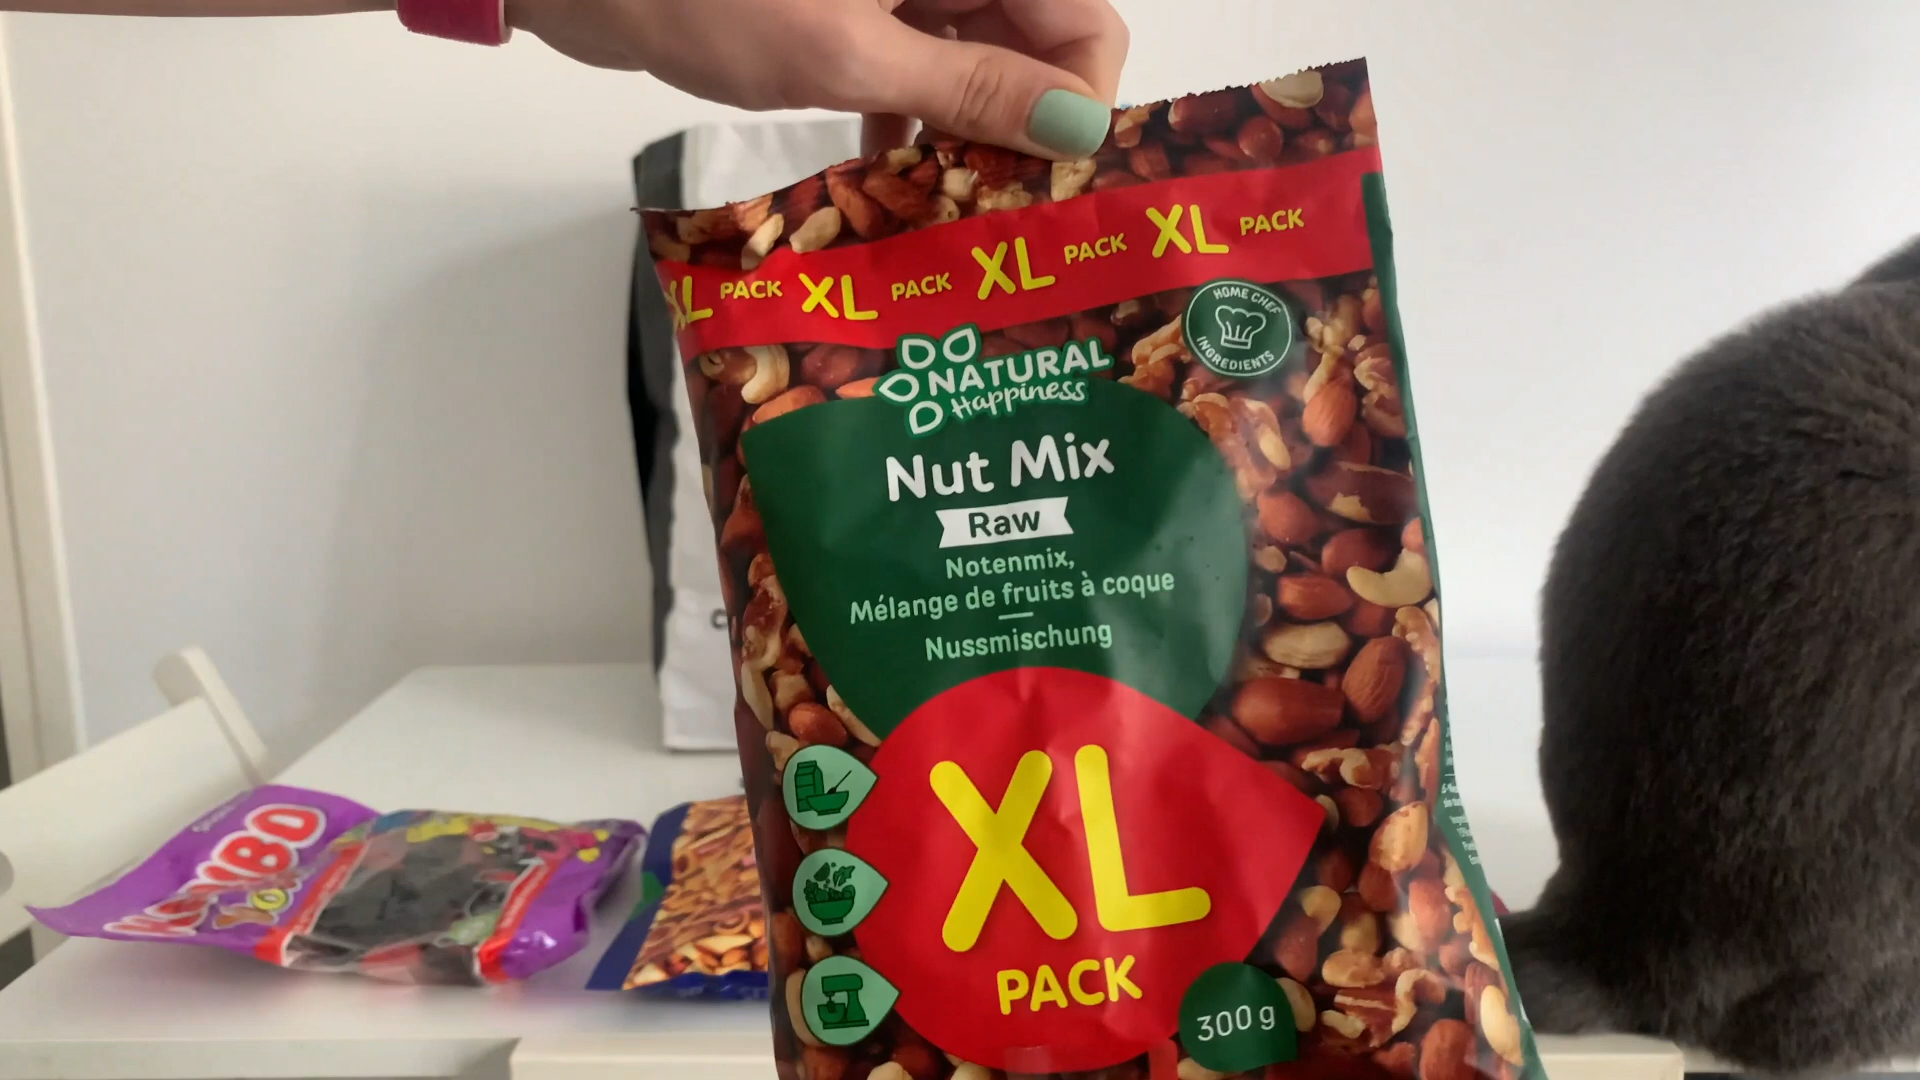 XL PACK XL PACK XL PACK XL PACK
HOME CHEF
INGREDIENTS
NATURAL
Happiness
Nut Mix
Raw
Notenmix,
Mélange de fruits à coque
Nussmischung
XL
PACK
300 g
HARIBO